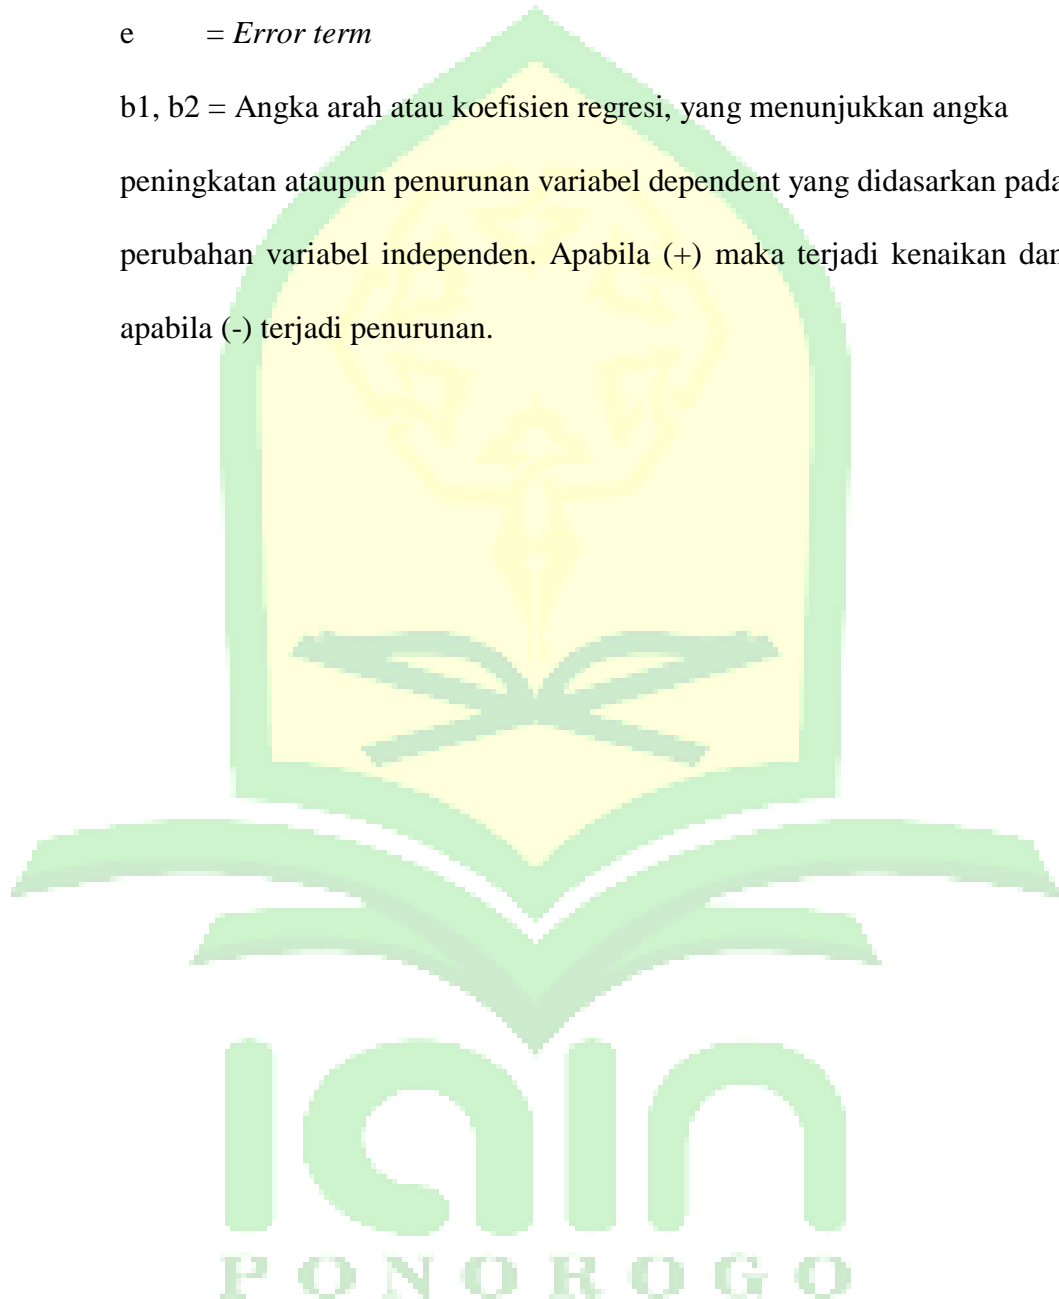 e = Error term
b1, b2 = Angka arah atau koefisien regresi, yang menunjukkan angka
peningkatan ataupun penurunan variabel dependent yang didasarkan pada
perubahan variabel independen. Apabila (+) maka terjadi kenaikan dan
apabila (-) terjadi penurunan.
iain
PONOROGO